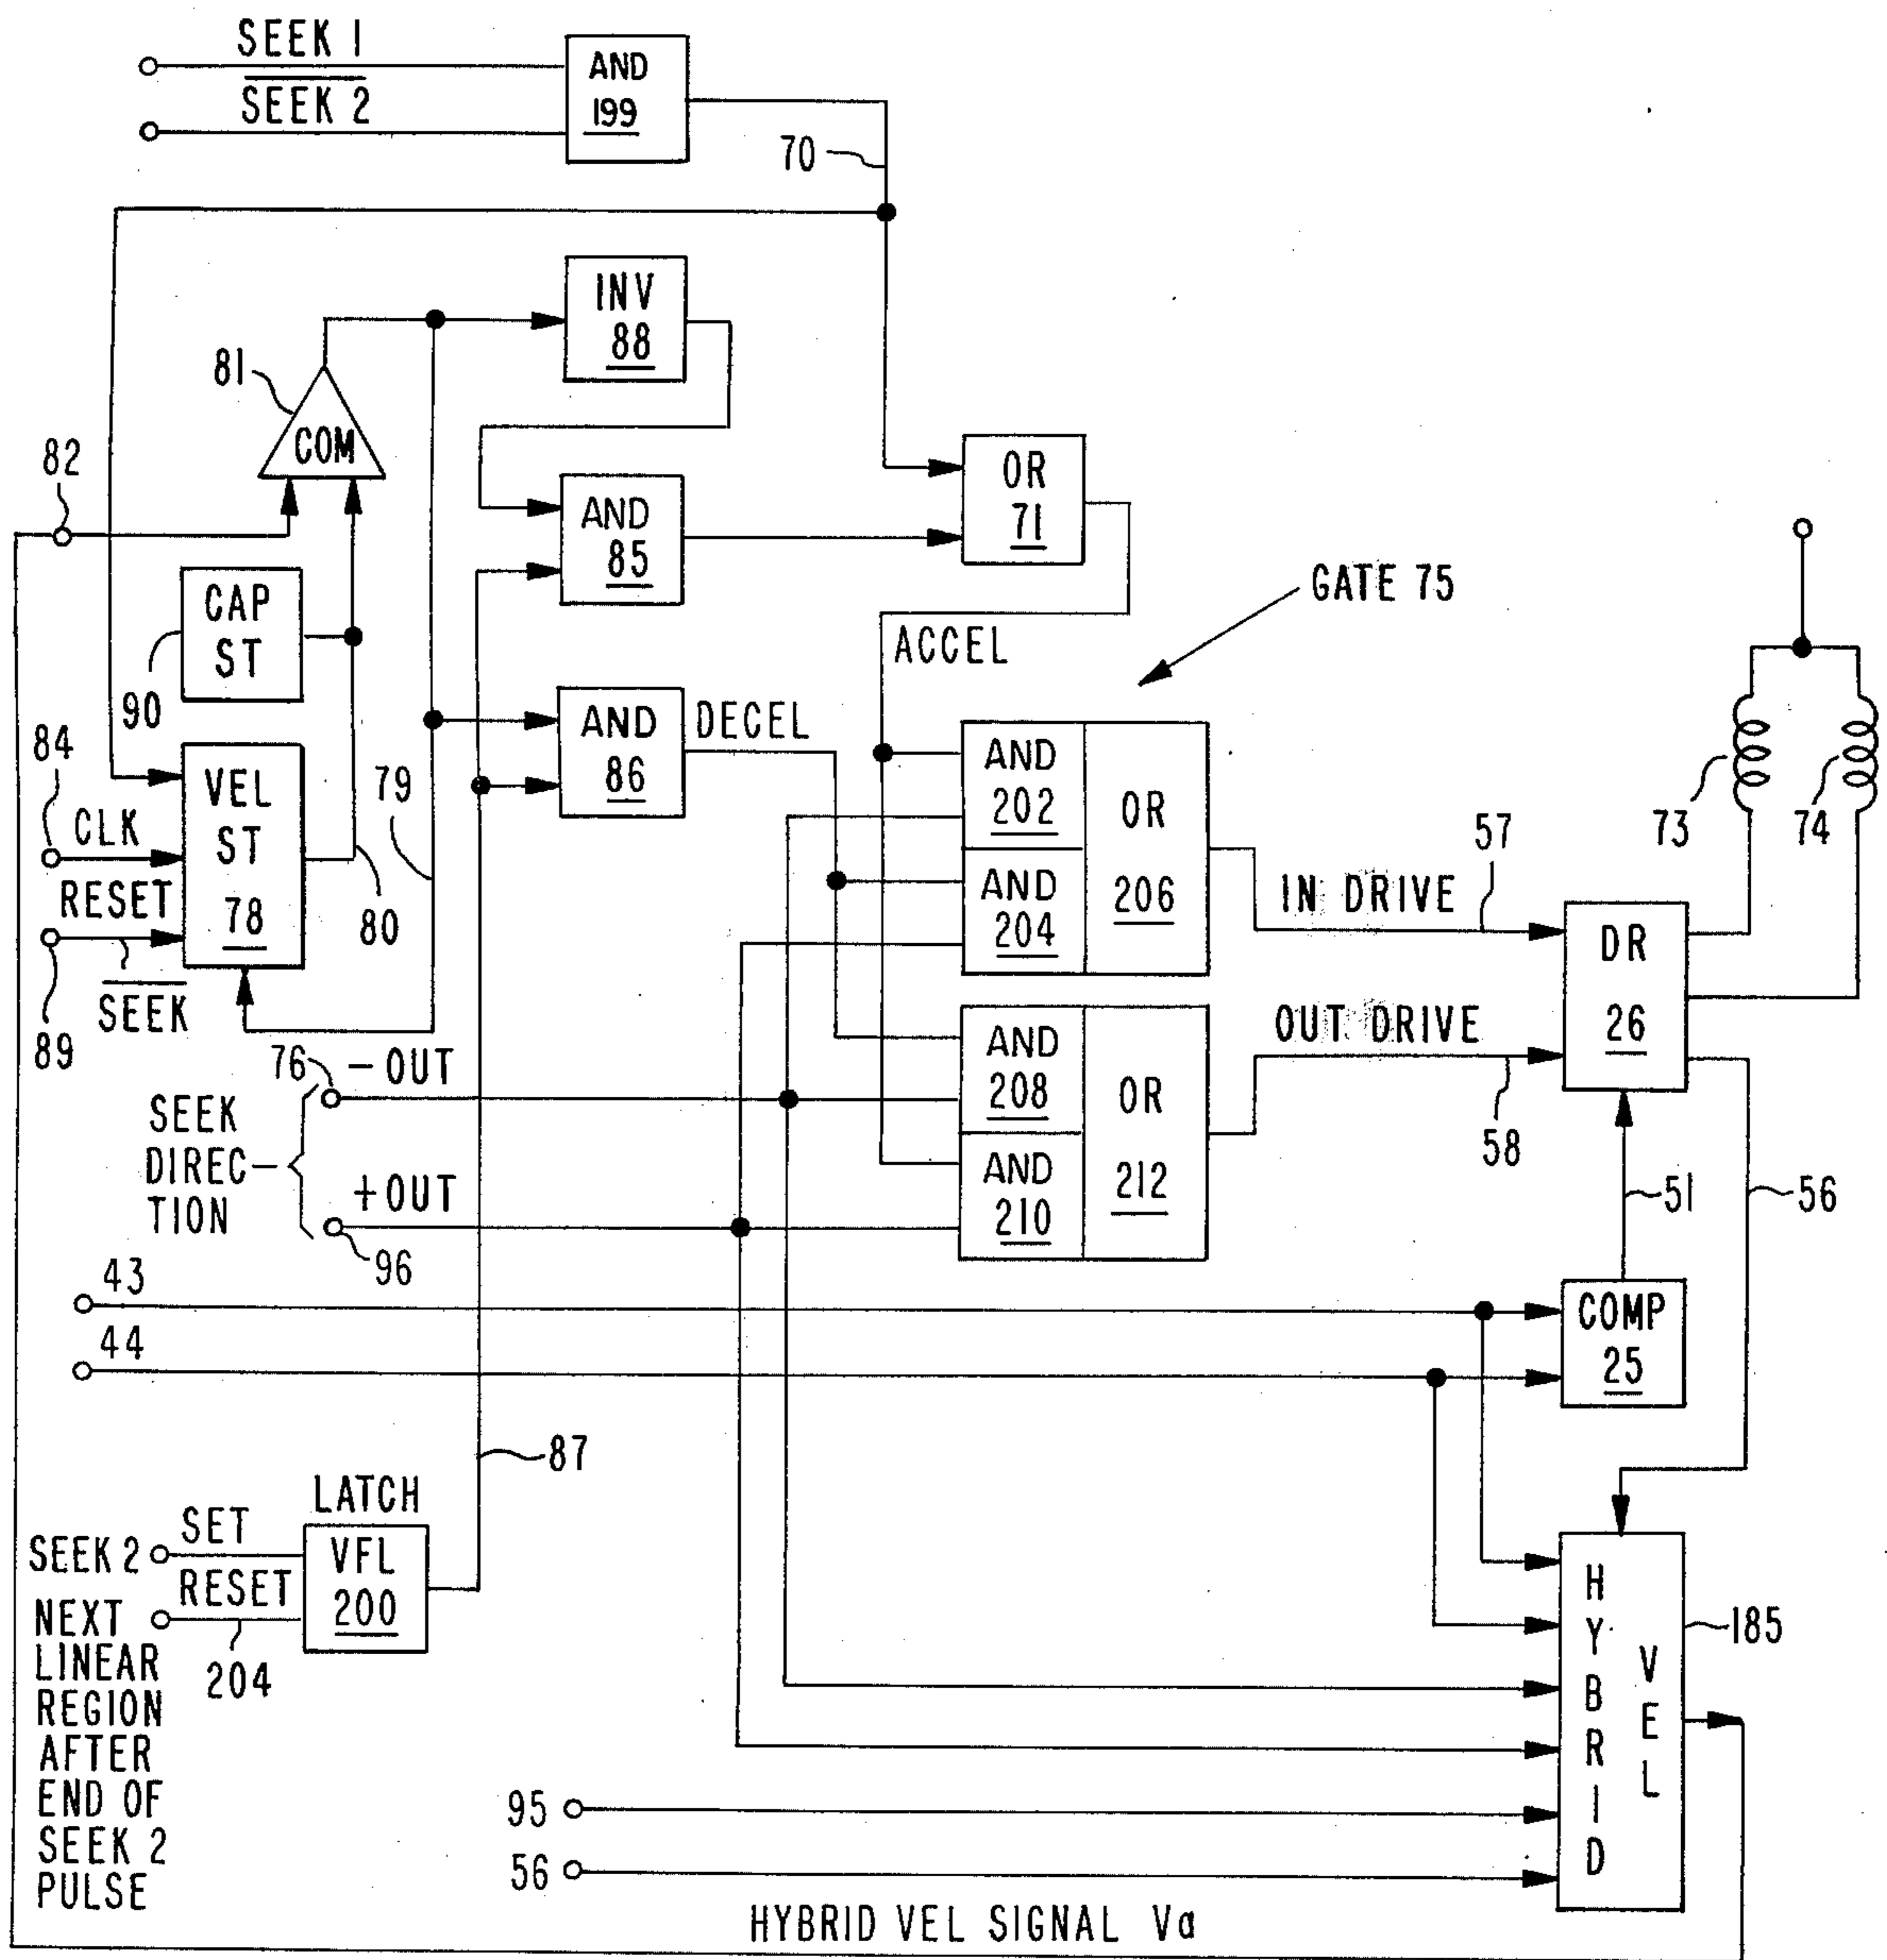 SEEK 1
SEEK 2
AND
199
70
INV
88
81
COM
82
AND
85
OR
71
GATE 75
CAP
ST
90
ACCEL
84
CLK
RESET
VEL
ST
78
79
80
AND
86
DECEL
AND
202
AND
204
OR
206
57
IN DRIVE
73
74
DR
26
SEEK
89
76
-OUT
SEEK
DIREC-
TION
+OUT
96
AND
208
AND
210
OR
212
OUT DRIVE
58
51
56
43
44
COMP
25
87
LATCH
SEEK 2
SET
RESET
VFL
200
204
NEXT
LINEAR
REGION
AFTER
END OF
SEEK 2
PULSE
95
56
HYBRID
VEL
185
HYBRID VEL SIGNAL Va